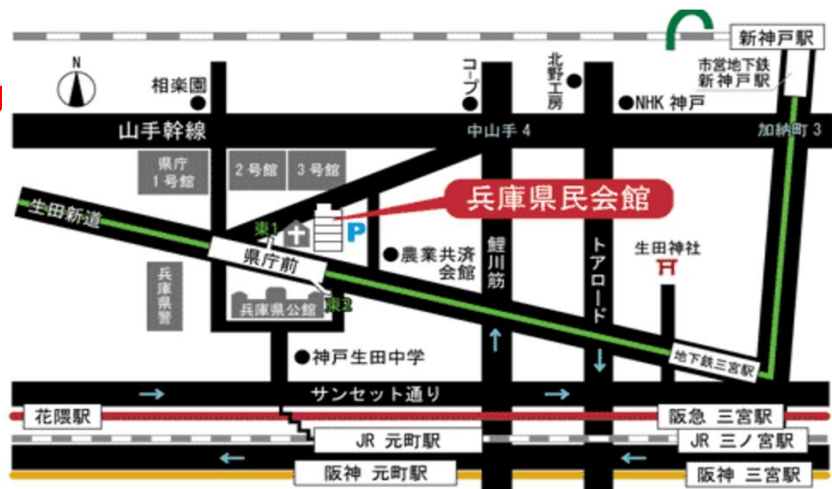 新神戸駅
N
相楽園
コープ
北野工房
NHK 神戸
市営地下鉄
新神戸駅
山手幹線
中山手4
加納町3
県庁
1号館
2号館
3号館
兵庫県民会館
生田新道
東1
P
県庁前
農業共済
会館
鯉川筋
トアロード
生田神社
兵庫県警
兵庫県公館
東2
神戸生田中学
地下鉄三宮駅
サンセット通り
花隈駅
阪急 三宮駅
JR 元町駅
JR 三ノ宮駅
阪神 元町駅
阪神 三宮駅